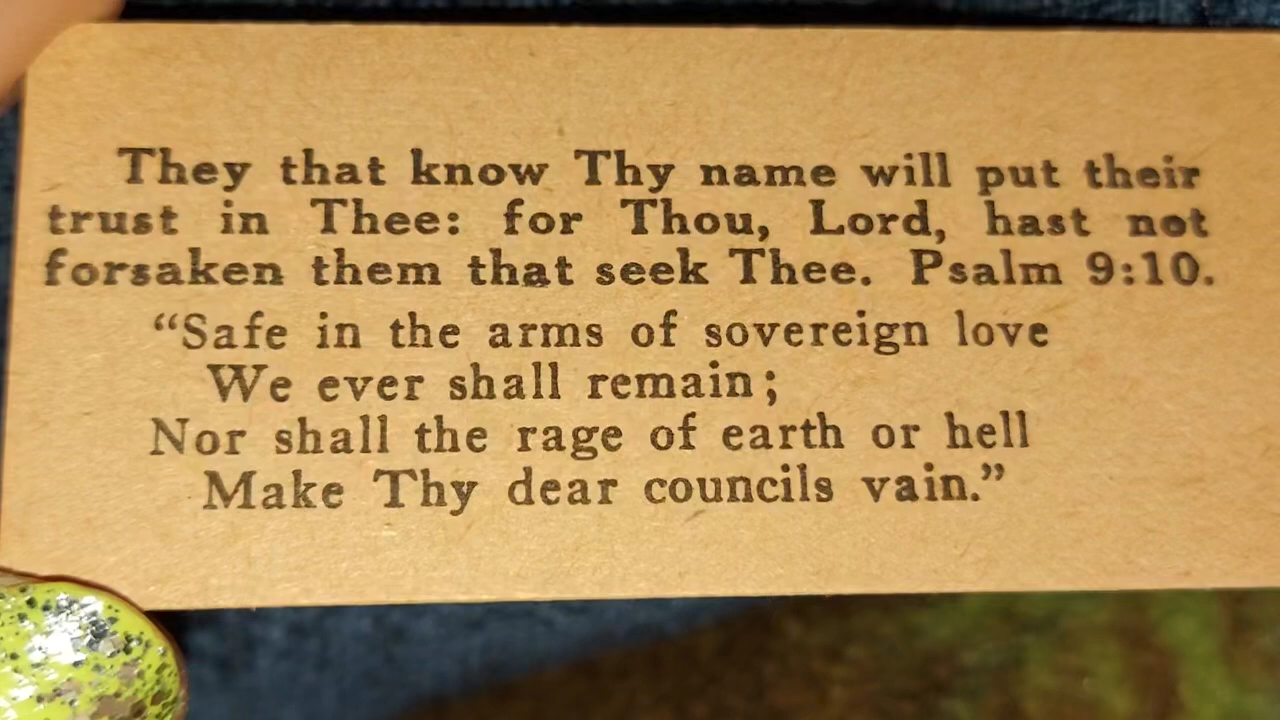 They that know Thy name will put their
trust in Thee: for Thou, Lord, hast not
forsaken them that seek Thee. Psalm 9:10.
“Safe in the arms of sovereign love
We ever shall remain;
Nor shall the rage of earth or hell
Make Thy dear councils vain.”